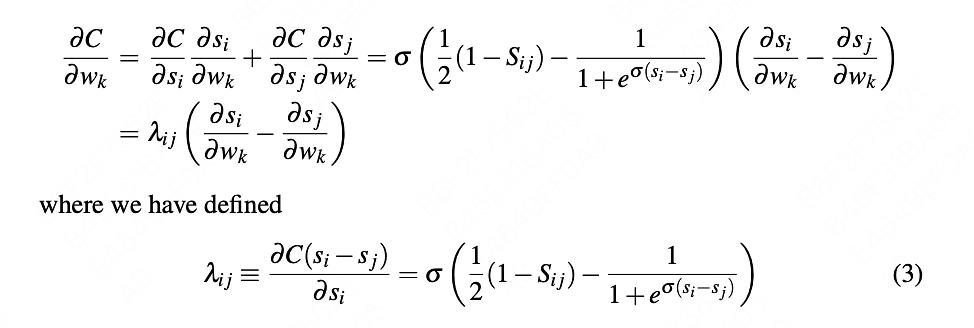 ∂C/∂w_k = ∂C/∂s_i ∂s_i/∂w_k + ∂C/∂s_j ∂s_j/∂w_k = σ ( 1/2 (1 − S_ij) − 1/(1 + e^{σ(s_i−s_j)}) ) ( ∂s_i/∂w_k − ∂s_j/∂w_k )
= λ_ij ( ∂s_i/∂w_k − ∂s_j/∂w_k )
where we have defined
λ_ij ≡ ∂C(s_i − s_j)/∂s_i = σ ( 1/2 (1 − S_ij) − 1/(1 + e^{σ(s_i−s_j)}) ) (3)